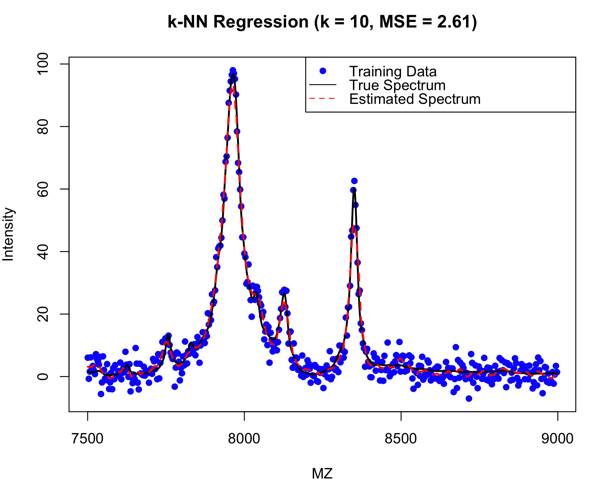 k-NN Regression (k = 10, MSE = 2.61)
Training Data
True Spectrum
Estimated Spectrum
100
80
60
40
20
0
Intensity
7500 8000 8500 9000
MZ